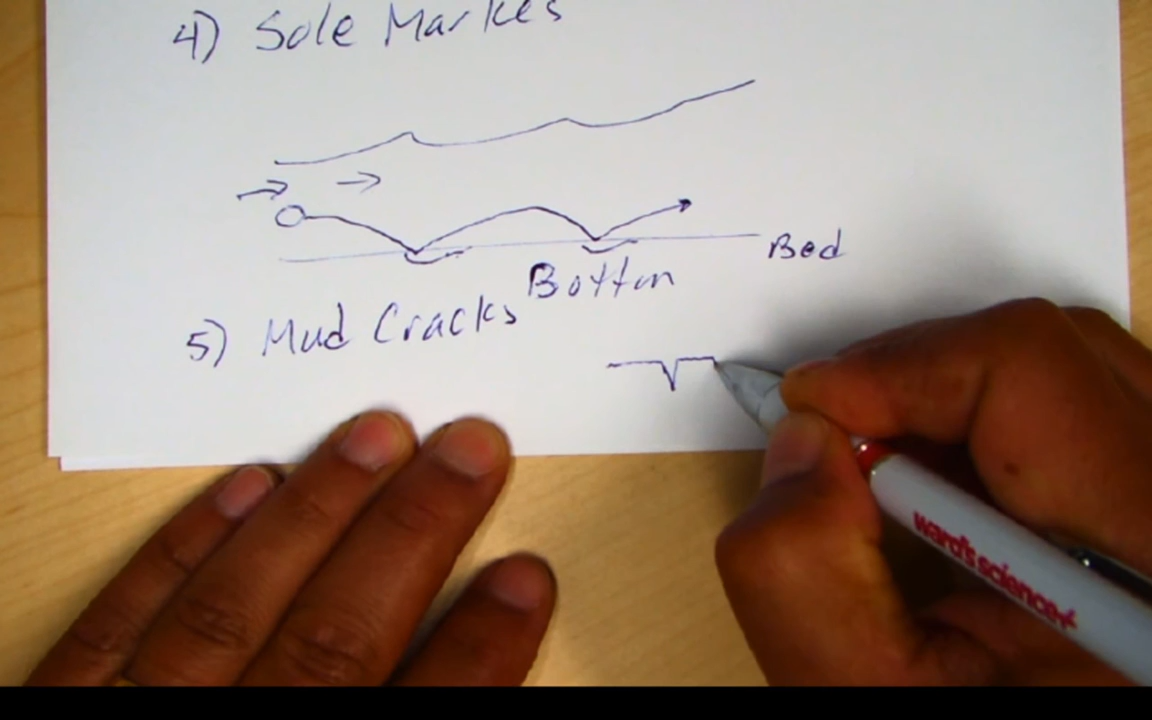 4) Sole Markes
Bed
Bottom
5) Mud Cracks
ward's science+